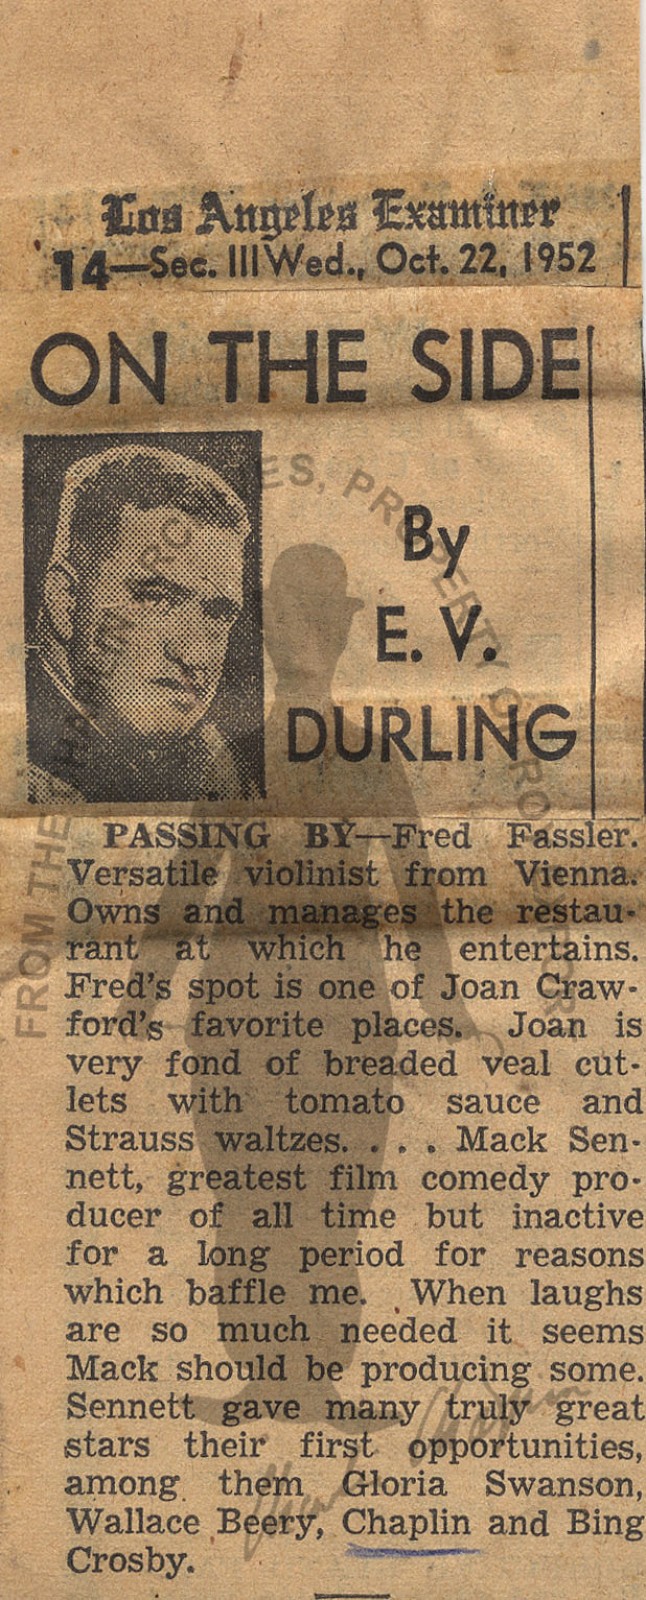 Los Angeles Examiner
14—Sec. III Wed., Oct. 22, 1952
ON THE SIDE
By
E. V.
DURLING
PASSING BY—Fred Fassler.
Versatile violinist from Vienna.
Owns and manages the restau-
rant at which he entertains.
Fred's spot is one of Joan Craw-
ford's favorite places. Joan is
very fond of breaded veal cut-
lets with tomato sauce and
Strauss waltzes. . . . Mack Sen-
nett, greatest film comedy pro-
ducer of all time but inactive
for a long period for reasons
which baffle me. When laughs
are so much needed it seems
Mack should be producing some.
Sennett gave many truly great
stars their first opportunities,
among them Gloria Swanson,
Wallace Beery, Chaplin and Bing
Crosby.
FROM THE PROPERTY